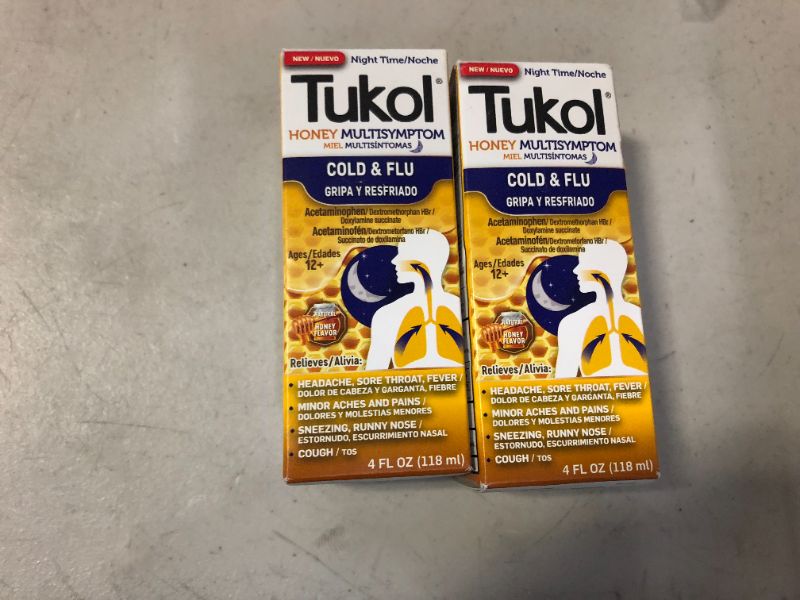 NEW / NUEVO
Night Time/Noche
Tukol®
HONEY MULTISYMPTOM
MIEL MULTISÍNTOMAS
COLD & FLU
GRIPA Y RESFRIADO
Acetaminophen/ Dextromethorphan HBr /
Doxylamine succinate
Acetaminofén/Dextrometorfano HBr /
Succinato de doxilamina
Ages/Edades
12+
NATURAL
HONEY
FLAVOR
Relieves/Alivia:
• HEADACHE, SORE THROAT, FEVER /
DOLOR DE CABEZA Y GARGANTA, FIEBRE
• MINOR ACHES AND PAINS /
DOLORES Y MOLESTIAS MENORES
• SNEEZING, RUNNY NOSE /
ESTORNUDO, ESCURRIMIENTO NASAL
• COUGH / TOS
4 FL OZ (118 ml)
NEW / NUEVO
Night Time/Noche
Tukol®
HONEY MULTISYMPTOM
MIEL MULTISÍNTOMAS
COLD & FLU
GRIPA Y RESFRIADO
Acetaminophen/ Dextromethorphan HBr /
Doxylamine succinate
Acetaminofén/Dextrometorfano HBr /
Succinato de doxilamina
Ages/Edades
12+
NATURAL
HONEY
FLAVOR
Relieves/Alivia:
• HEADACHE, SORE THROAT, FEVER /
DOLOR DE CABEZA Y GARGANTA, FIEBRE
• MINOR ACHES AND PAINS /
DOLORES Y MOLESTIAS MENORES
• SNEEZING, RUNNY NOSE /
ESTORNUDO, ESCURRIMIENTO NASAL
• COUGH / TOS
4 FL OZ (118 ml)